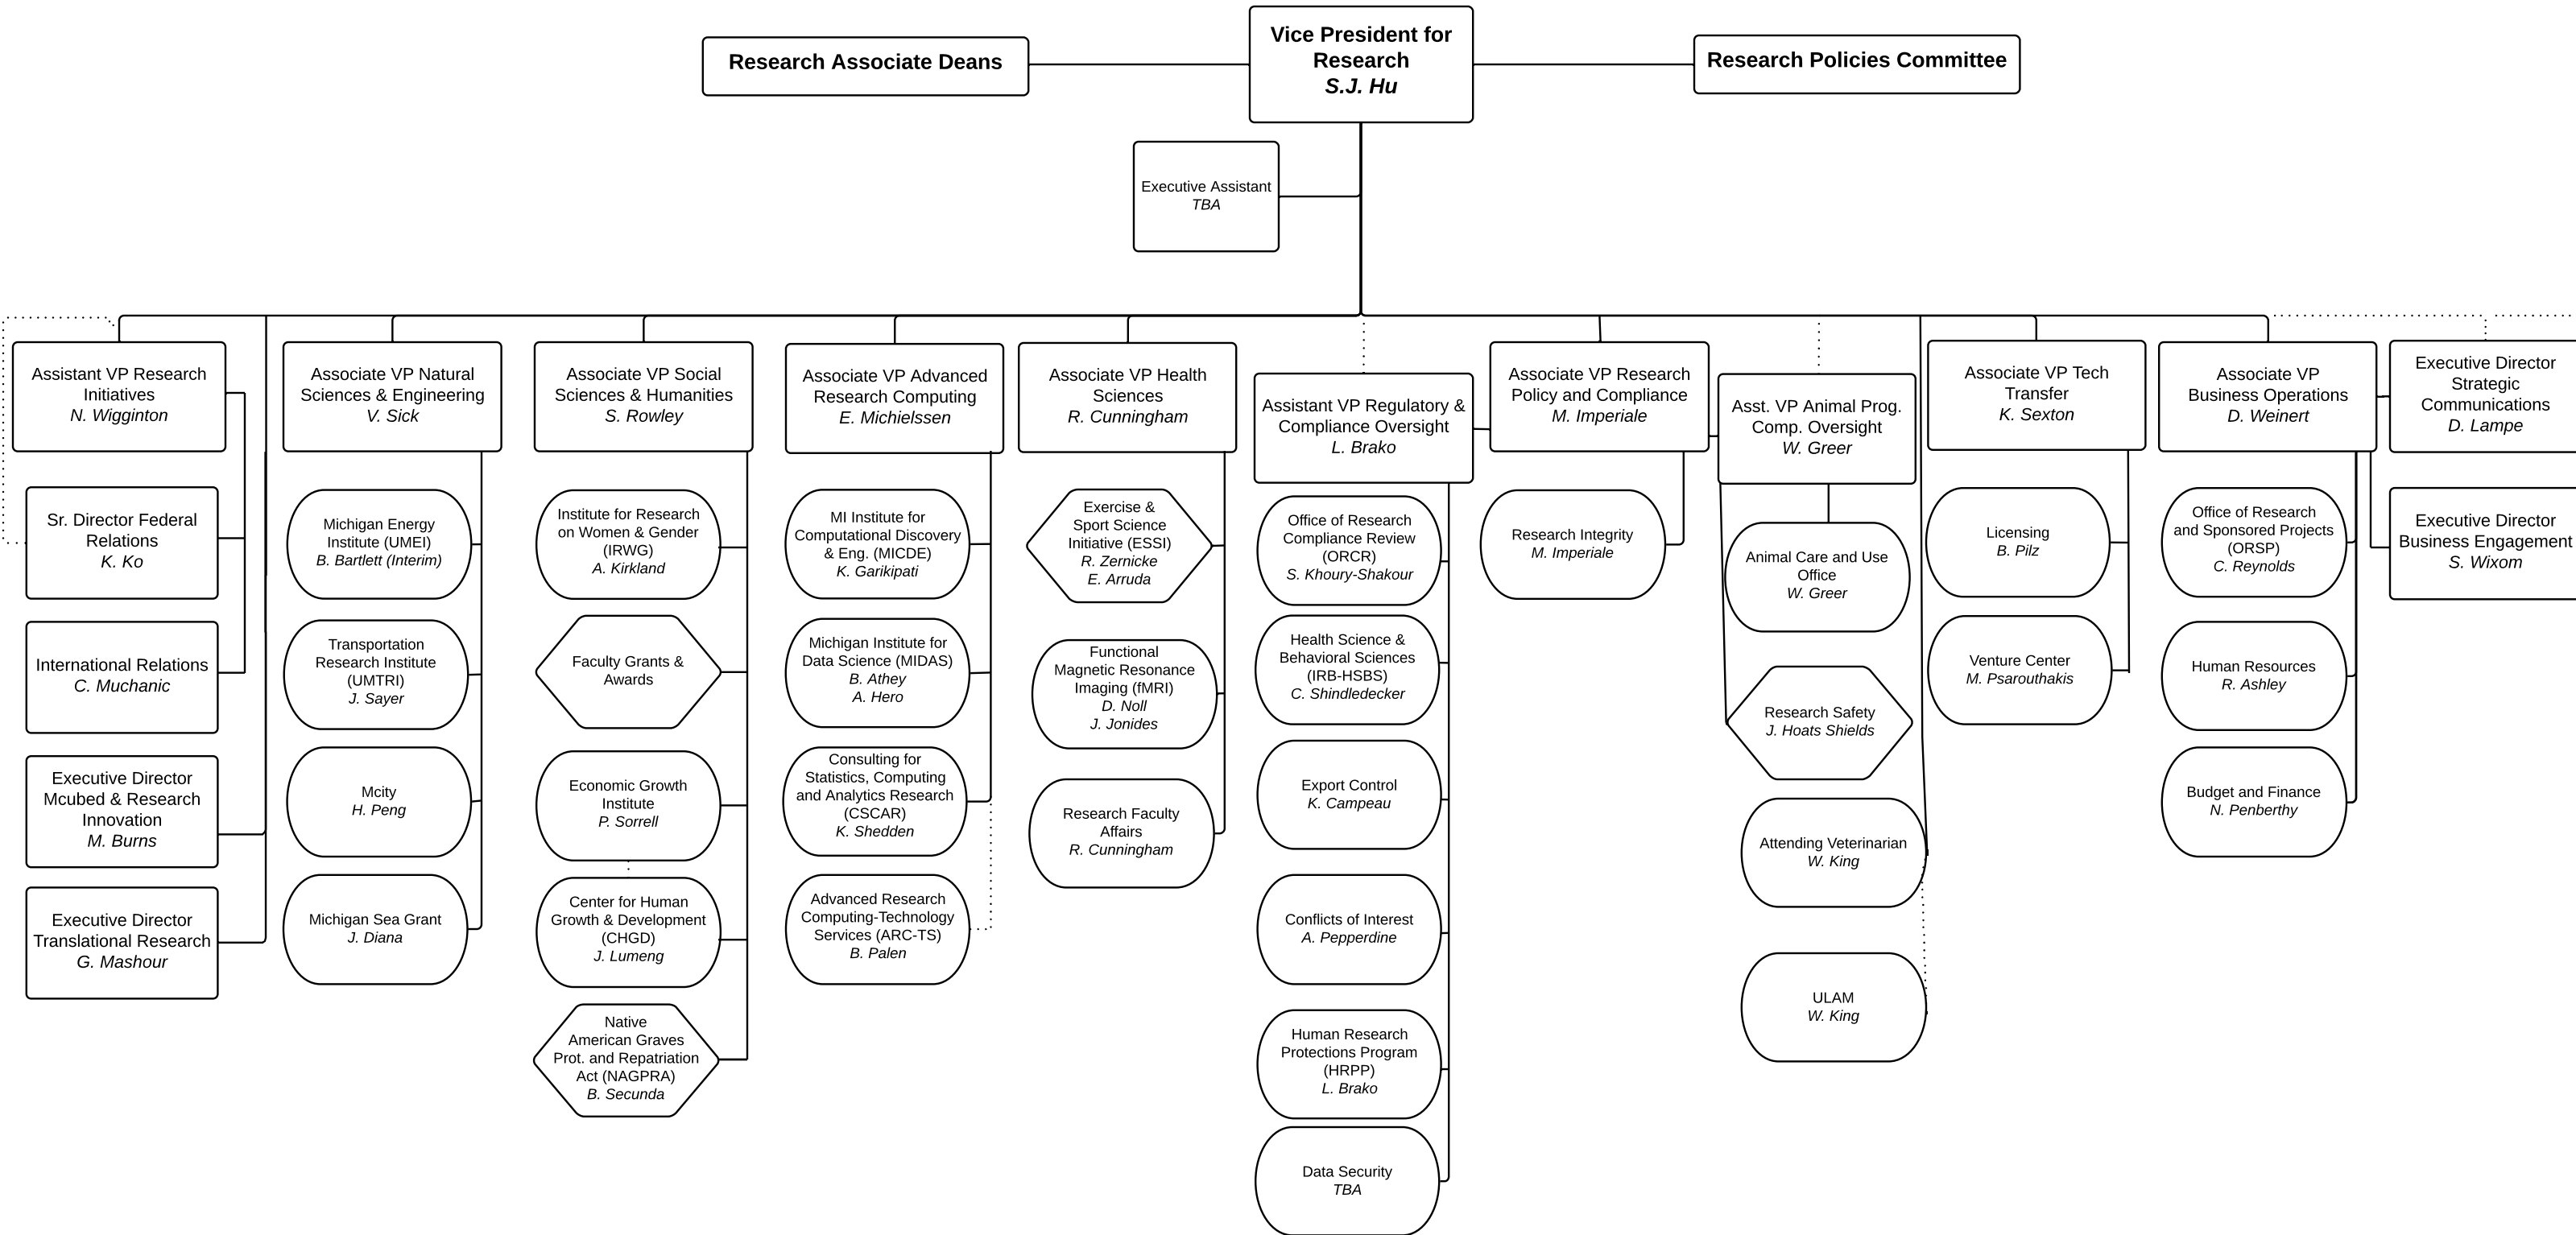 Research Associate Deans
Vice President for
Research
S.J. Hu
Research Policies Committee
Executive Assistant
TBA
Assistant VP Research
Initiatives
N. Wigginton
Sr. Director Federal
Relations
K. Ko
International Relations
C. Muchanic
Executive Director
Mcubed & Research
Innovation
M. Burns
Executive Director
Translational Research
G. Mashour
Associate VP Natural
Sciences & Engineering
V. Sick
Michigan Energy
Institute (UMEI)
B. Bartlett (Interim)
Transportation
Research Institute
(UMTRI)
J. Sayer
Mcity
H. Peng
Michigan Sea Grant
J. Diana
Associate VP Social
Sciences & Humanities
S. Rowley
Institute for Research
on Women & Gender
(IRWG)
A. Kirkland
Faculty Grants &
Awards
Economic Growth
Institute
P. Sorrell
Center for Human
Growth & Development
(CHGD)
J. Lumeng
Native
American Graves
Prot. and Repatriation
Act (NAGPRA)
B. Secunda
Associate VP Advanced
Research Computing
E. Michielssen
MI Institute for
Computational Discovery
& Eng. (MICDE)
K. Garikipati
Michigan Institute for
Data Science (MIDAS)
B. Athey
A. Hero
Consulting for
Statistics, Computing
and Analytics Research
(CSCAR)
K. Shedden
Advanced Research
Computing-Technology
Services (ARC-TS)
B. Palen
Associate VP Health
Sciences
R. Cunningham
Exercise &
Sport Science
Initiative (ESSI)
R. Zernicke
E. Arruda
Functional
Magnetic Resonance
Imaging (fMRI)
D. Noll
J. Jonides
Research Faculty
Affairs
R. Cunningham
Assistant VP Regulatory &
Compliance Oversight
L. Brako
Office of Research
Compliance Review
(ORCR)
S. Khoury-Shakour
Health Science &
Behavioral Sciences
(IRB-HSBS)
C. Shindledecker
Export Control
K. Campeau
Conflicts of Interest
A. Pepperdine
Human Research
Protections Program
(HRPP)
L. Brako
Data Security
TBA
Associate VP Research
Policy and Compliance
M. Imperiale
Research Integrity
M. Imperiale
Asst. VP Animal Prog.
Comp. Oversight
W. Greer
Animal Care and Use
Office
W. Greer
Research Safety
J. Hoats Shields
Attending Veterinarian
W. King
ULAM
W. King
Associate VP Tech
Transfer
K. Sexton
Licensing
B. Pilz
Venture Center
M. Psarouthakis
Associate VP
Business Operations
D. Weinert
Office of Research
and Sponsored Projects
(ORSP)
C. Reynolds
Human Resources
R. Ashley
Budget and Finance
N. Penberthy
Executive Director
Strategic
Communications
D. Lampe
Executive Director
Business Engagement
S. Wixom